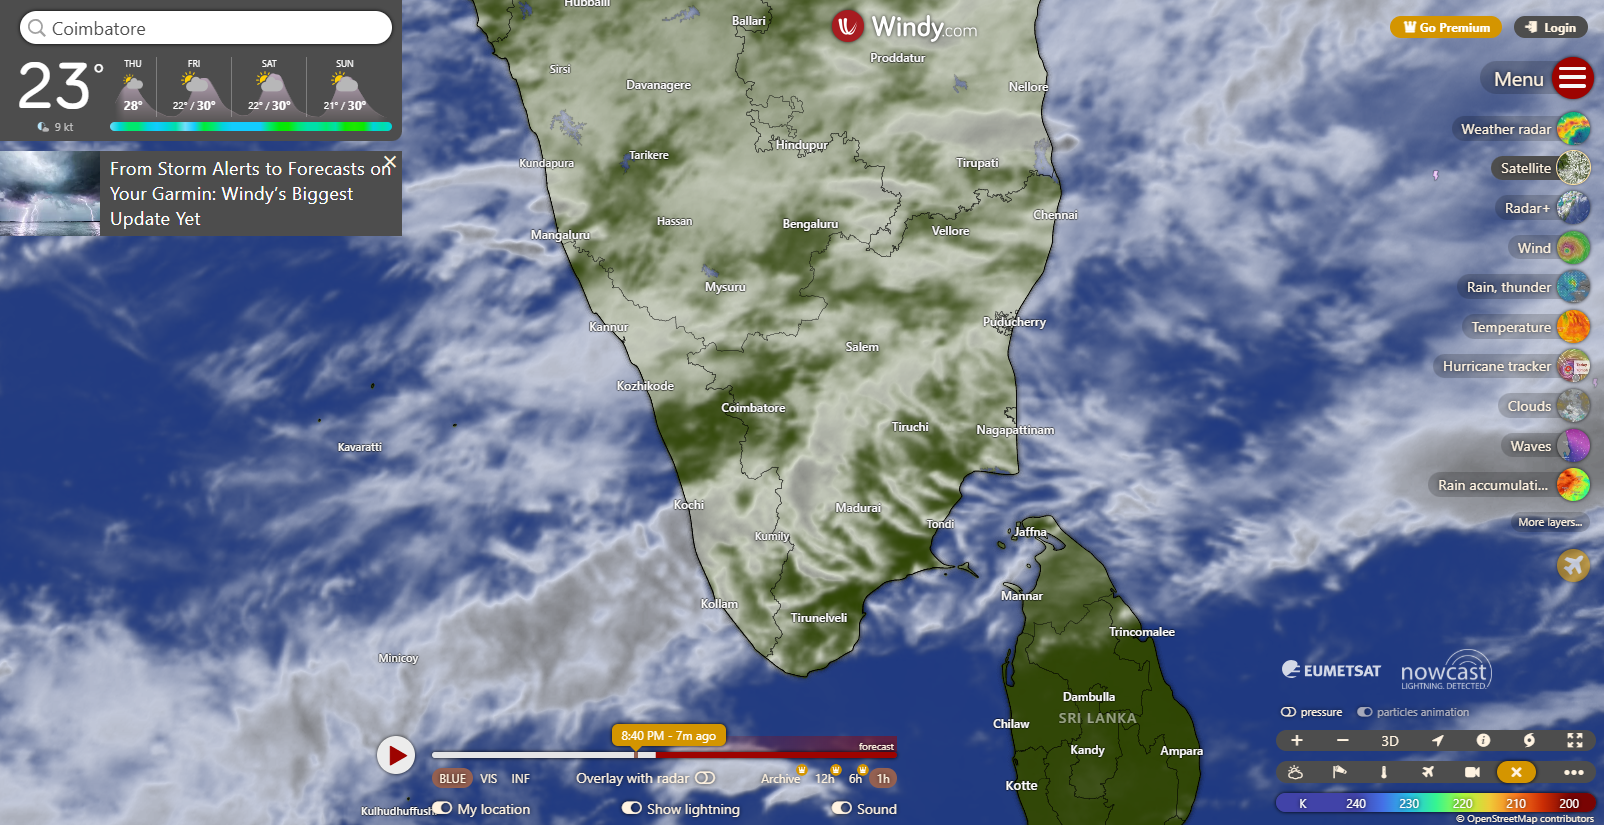 Coimbatore
23°
9 kt
THU
28°
FRI
22° / 30°
SAT
22° / 30°
SUN
21° / 30°
From Storm Alerts to Forecasts on
Your Garmin: Windy’s Biggest
Update Yet
Windy.com
Go Premium
Login
Menu
Weather radar
Satellite
Radar+
Wind
Rain, thunder
Temperature
Hurricane tracker
Clouds
Waves
Rain accumulati...
More layers...
Hubballi
Ballari
Proddatur
Sirsi
Davanagere
Nellore
Hindupur
Kundapura
Tarikere
Tirupati
Hassan
Bengaluru
Vellore
Chennai
Mangaluru
Mysuru
Kannur
Puducherry
Salem
Kozhikode
Coimbatore
Tiruchi
Nagapattinam
Kavaratti
Kochi
Madurai
Tondi
Kumily
Jaffna
Kollam
Mannar
Tirunelveli
Trincomalee
Minicoy
Dambulla
SRI LANKA
Chilaw
Kandy
Ampara
Kotte
Kulhudhuffushi
8:40 PM - 7m ago
forecast
BLUE VIS INF
Overlay with radar
Archive 12h 6h 1h
My location
Show lightning
Sound
EUMETSAT
nowcast
LIGHTNING. DETECTED.
pressure
particles animation
3D
K 240 230 220 210 200
© OpenStreetMap contributors